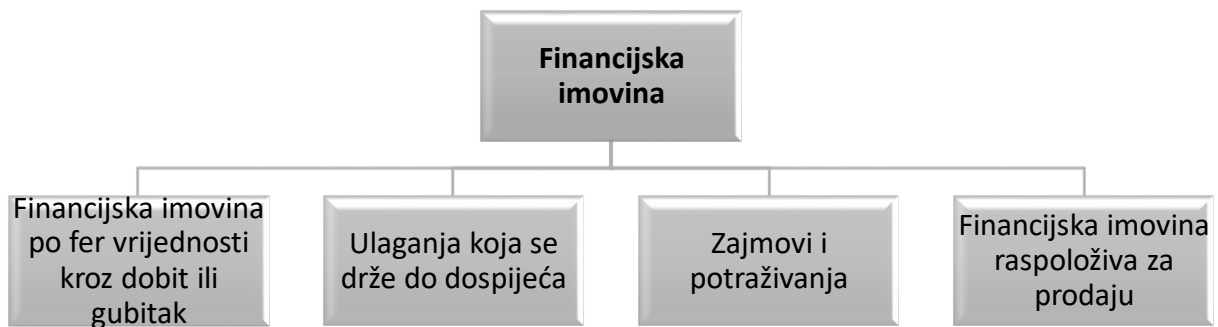 Financijska
imovina
Financijska imovina
po fer vrijednosti
kroz dobit ili
gubitak
Ulaganja koja se
drže do dospijeća
Zajmovi i
potraživanja
Financijska imovina
raspoloživa za
prodaju